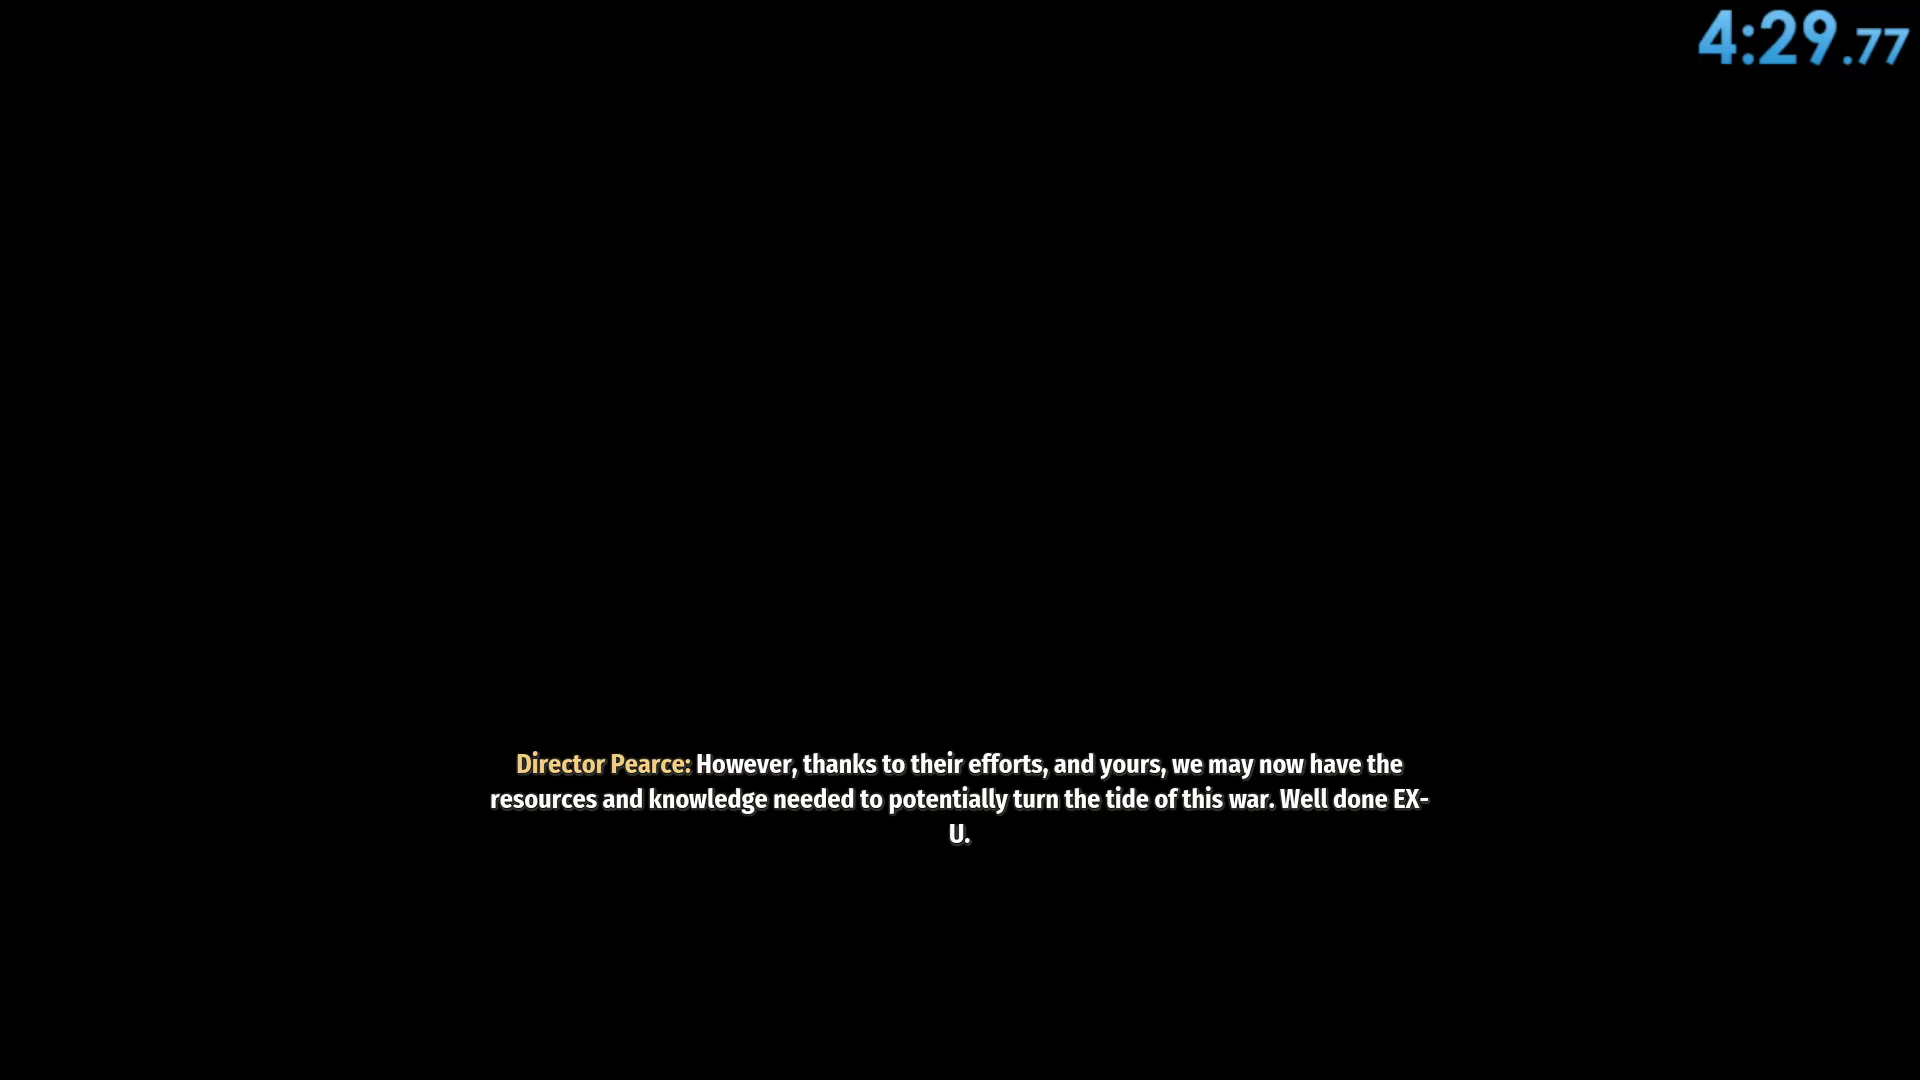 4:29.77
Director Pearce: However, thanks to their efforts, and yours, we may now have the
resources and knowledge needed to potentially turn the tide of this war. Well done EX-
U.